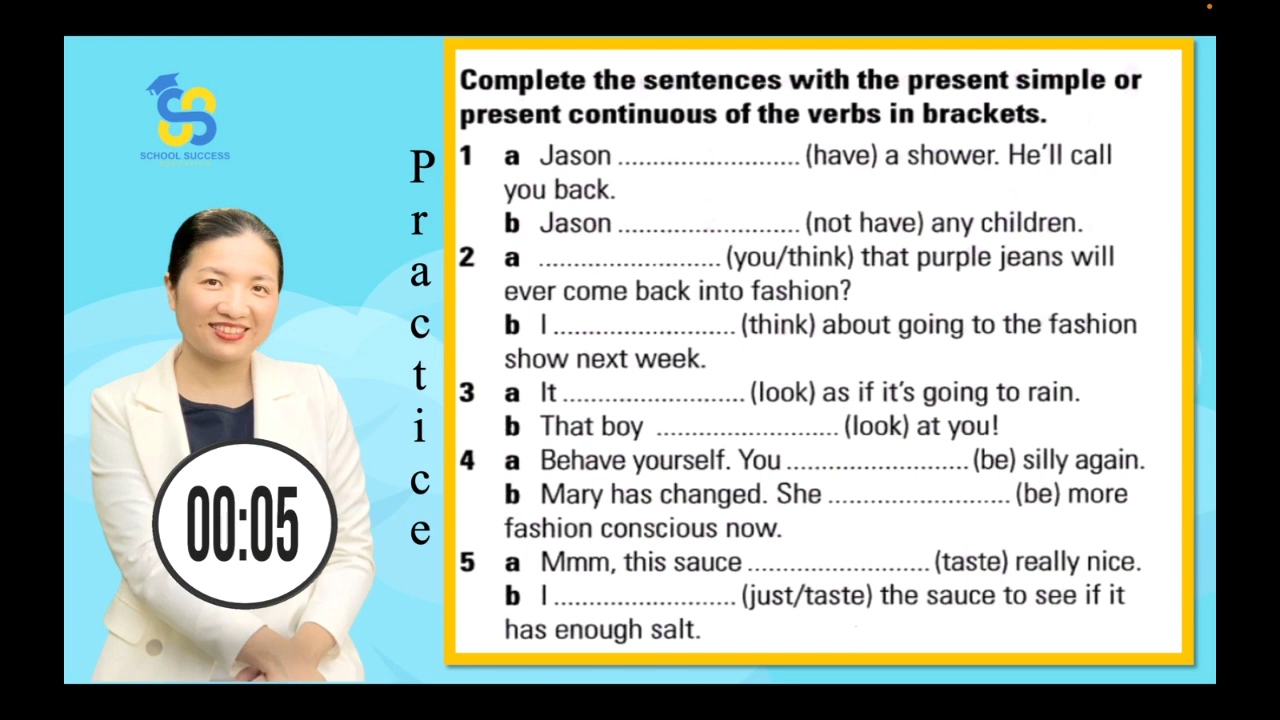 SCHOOL SUCCESS
Practice
00:05
Complete the sentences with the present simple or
present continuous of the verbs in brackets.
1 a Jason .......................... (have) a shower. He'll call
you back.
b Jason .......................... (not have) any children.
2 a .......................... (you/think) that purple jeans will
ever come back into fashion?
b I .......................... (think) about going to the fashion
show next week.
3 a It .......................... (look) as if it's going to rain.
b That boy .......................... (look) at you!
4 a Behave yourself. You .......................... (be) silly again.
b Mary has changed. She .......................... (be) more
fashion conscious now.
5 a Mmm, this sauce .......................... (taste) really nice.
b I .......................... (just/taste) the sauce to see if it
has enough salt.